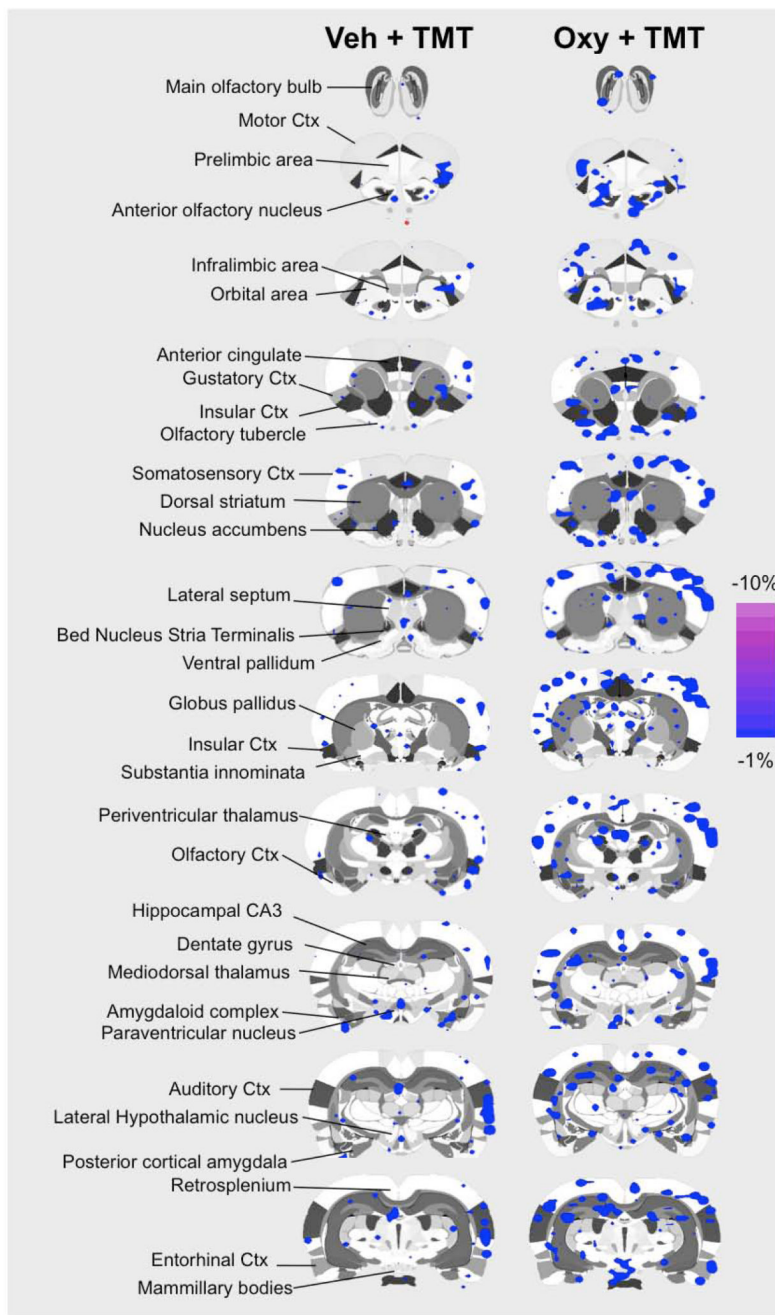 Veh + TMT
Oxy + TMT
Main olfactory bulb
Motor Ctx
Prelimbic area
Anterior olfactory nucleus
Infralimbic area
Orbital area
Anterior cingulate
Gustatory Ctx
Insular Ctx
Olfactory tubercle
Somatosensory Ctx
Dorsal striatum
Nucleus accumbens
Lateral septum
Bed Nucleus Stria Terminalis
Ventral pallidum
-10%
Globus pallidus
Insular Ctx
Substantia innominata
-1%
Periventricular thalamus
Olfactory Ctx
Hippocampal CA3
Dentate gyrus
Mediodorsal thalamus
Amygdaloid complex
Paraventricular nucleus
Auditory Ctx
Lateral Hypothalamic nucleus
Posterior cortical amygdala
Retrosplenium
Entorhinal Ctx
Mammillary bodies